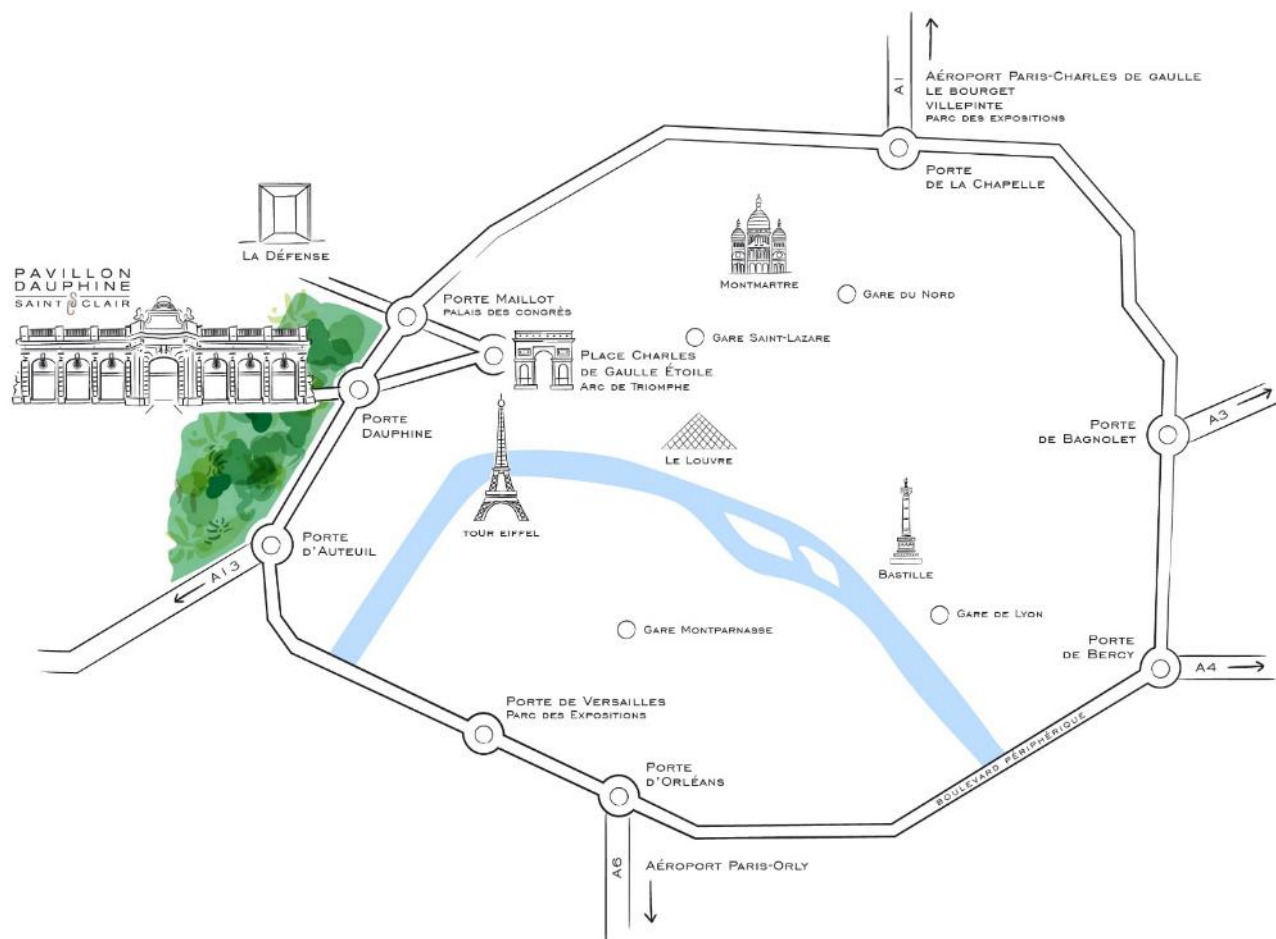 A1
AÉROPORT PARIS-CHARLES DE GAULLE
LE BOURGET
VILLEPINTE
PARC DES EXPOSITIONS
PORTE
DE LA CHAPELLE
LA DÉFENSE
PAVILLON
DAUPHINE
SAINT CLAIR
MONTMARTRE
GARE DU NORD
PORTE MAILLOT
PALAIS DES CONGRÈS
GARE SAINT-LAZARE
PLACE CHARLES
DE GAULLE ÉTOILE
ARC DE TRIOMPHE
PORTE
DAUPHINE
LE LOUVRE
PORTE
DE BAGNOLET
A3
TOUR EIFFEL
PORTE
D'AUTEUIL
A13
BASTILLE
GARE DE LYON
GARE MONTPARNASSE
PORTE
DE BERCY
A4
PORTE DE VERSAILLES
PARC DES EXPOSITIONS
PORTE
D'ORLÉANS
BOULEVARD PÉRIPHÉRIQUE
A6
AÉROPORT PARIS-ORLY